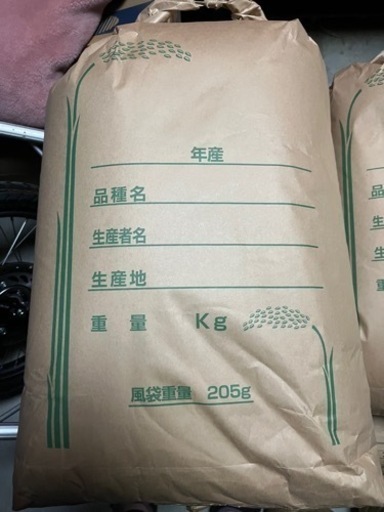 年産
品種名
生産者名
生産地
重量 Kg
風袋重量 205g